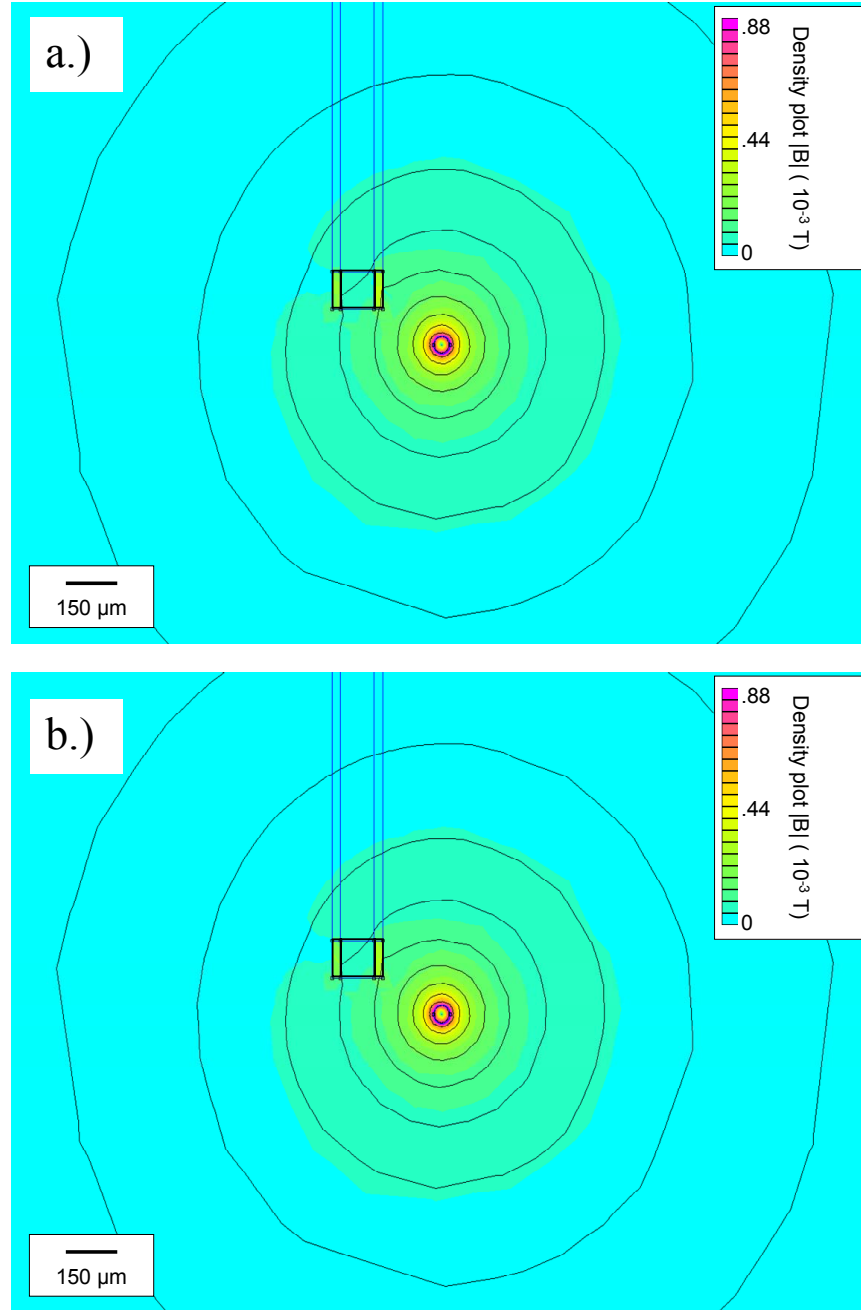 a.)
.88
.44
0
Density plot |B| ( 10⁻³ T)
150 µm
b.)
.88
.44
0
Density plot |B| ( 10⁻³ T)
150 µm